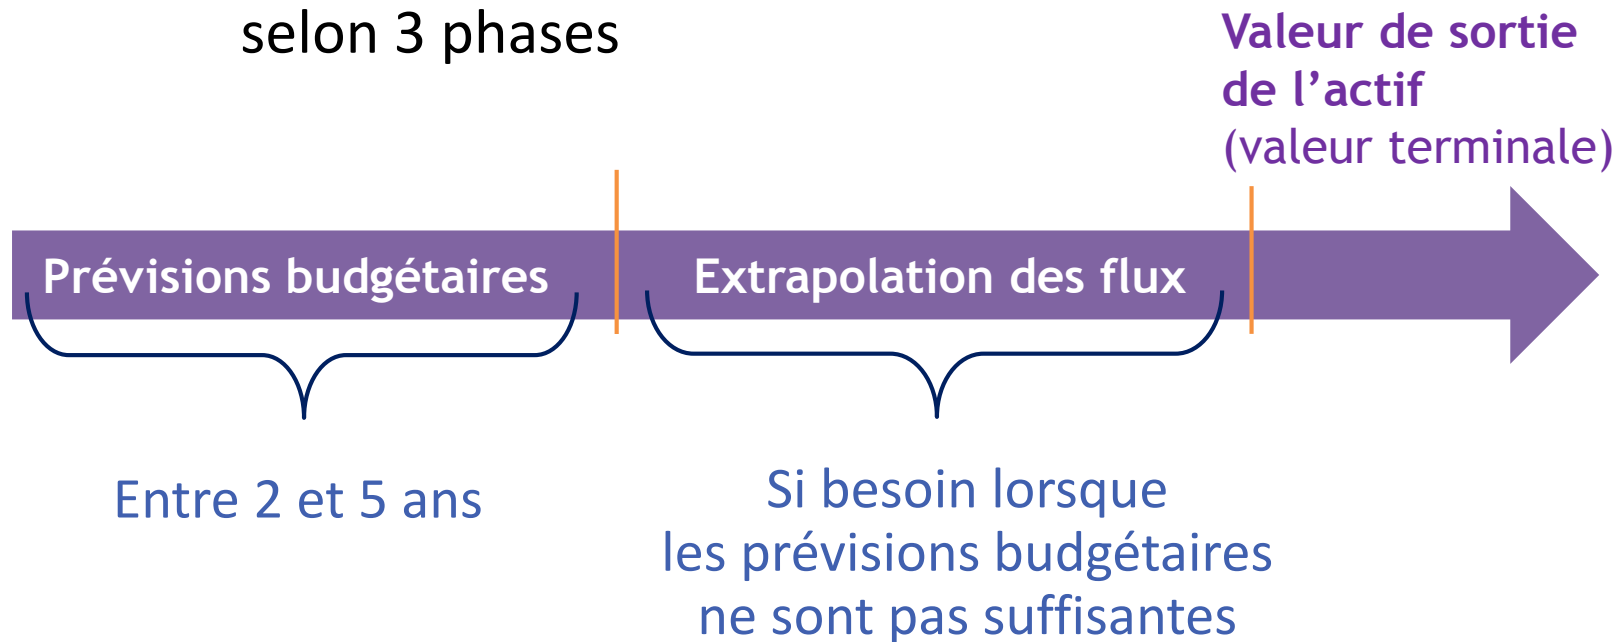 selon 3 phases
Valeur de sortie
de l’actif
(valeur terminale)
Prévisions budgétaires
Extrapolation des flux
Entre 2 et 5 ans
Si besoin lorsque
les prévisions budgétaires
ne sont pas suffisantes